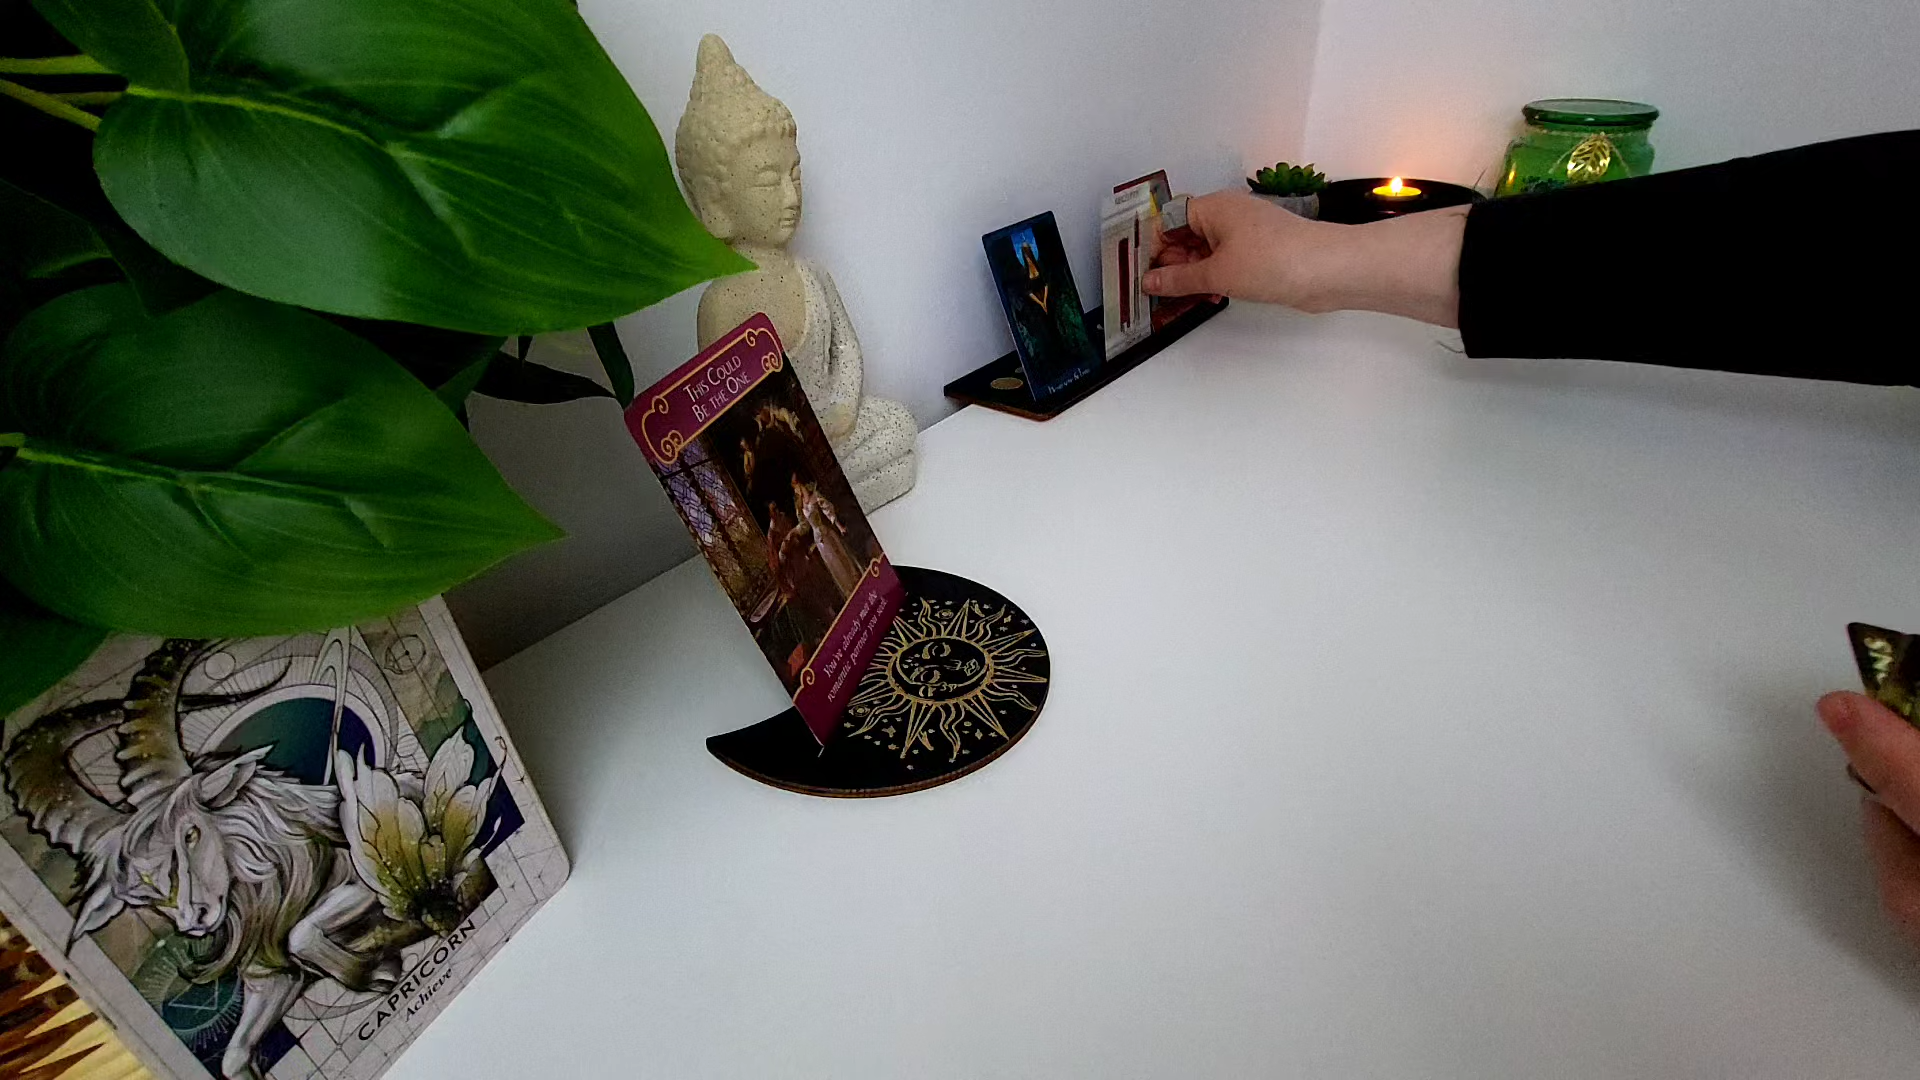 THIS COULD
BE THE ONE
You've already met the
romantic partner you seek.
CAPRICORN
Achieve